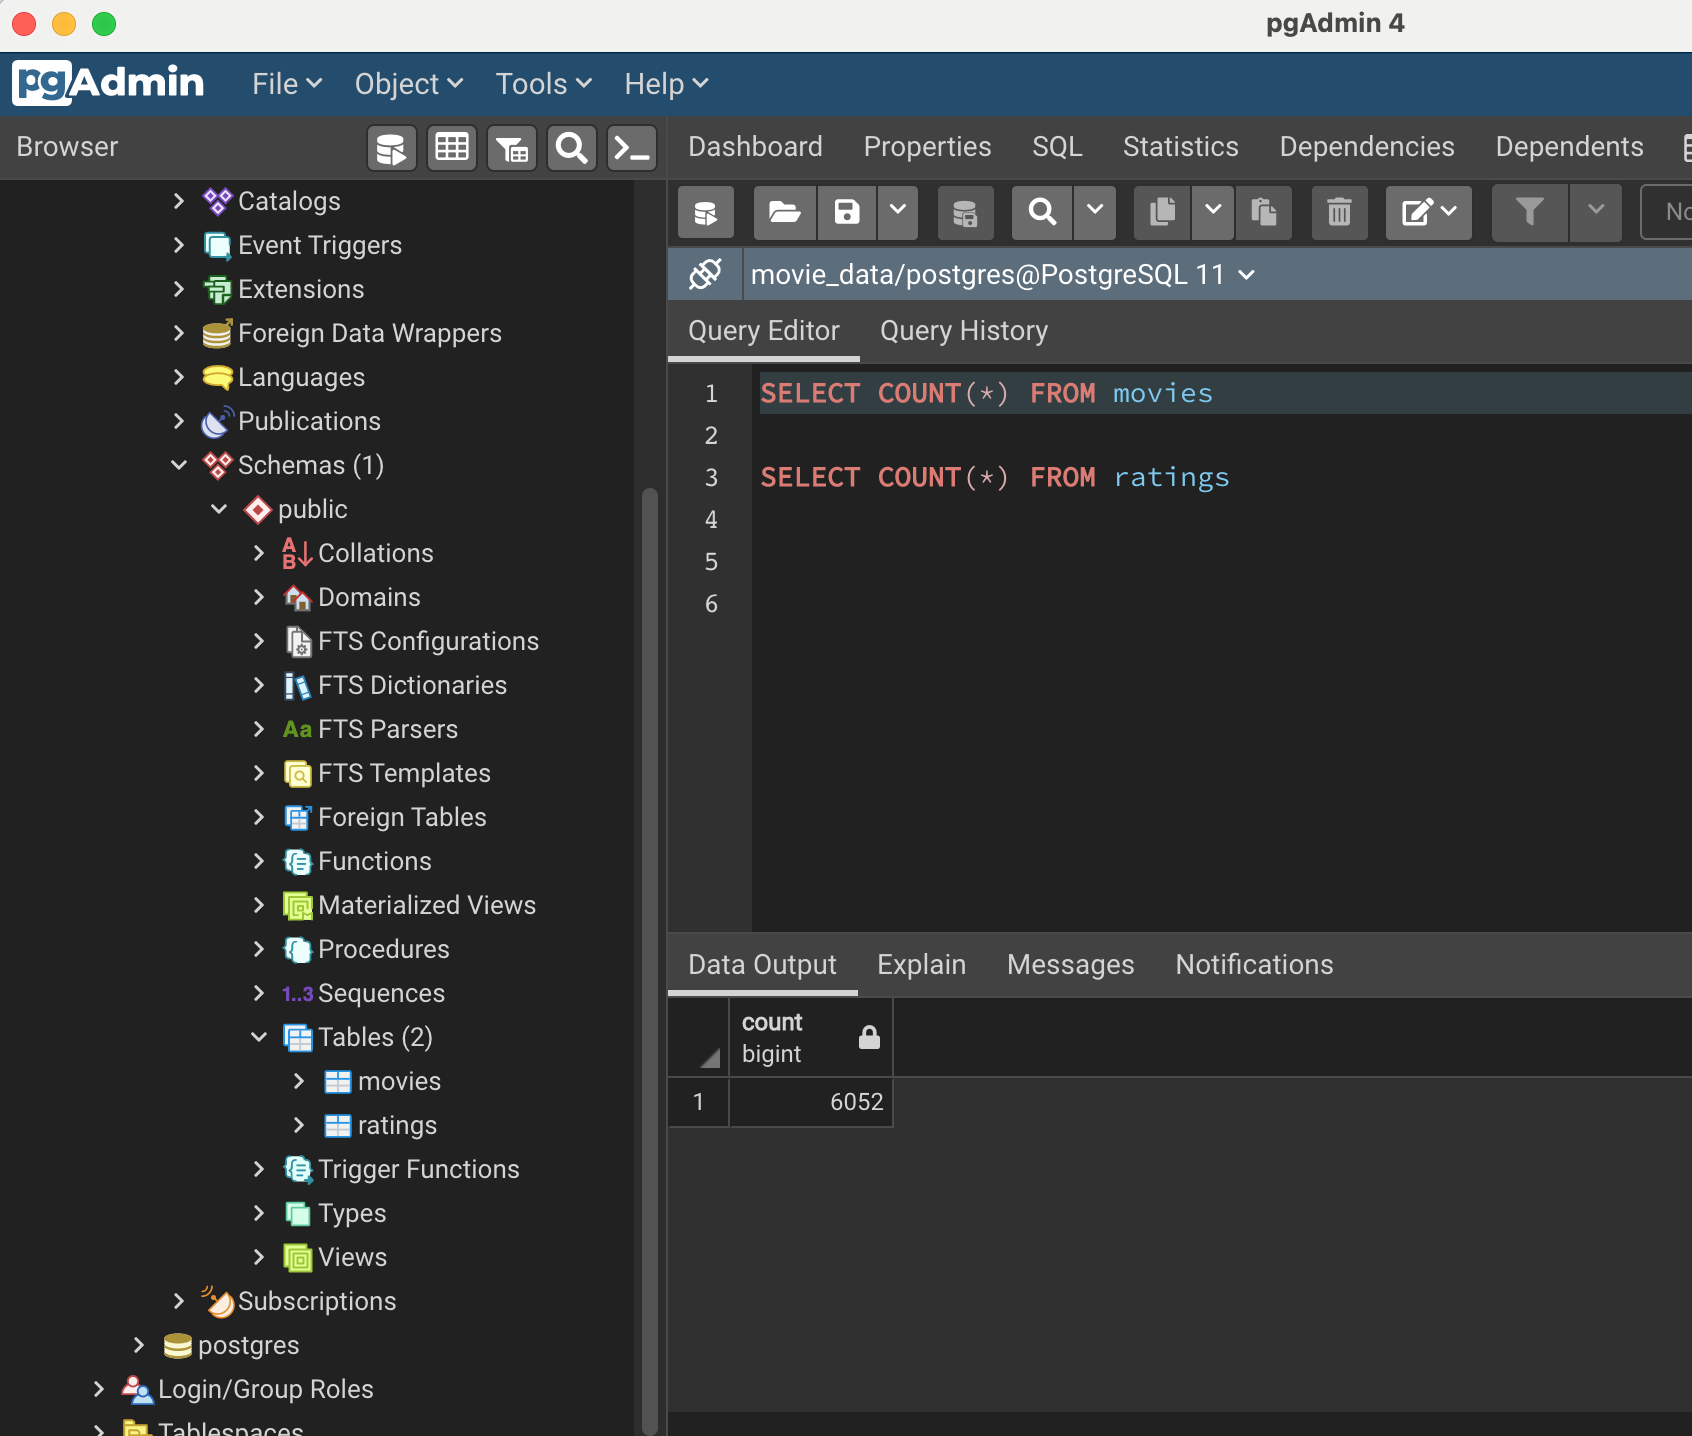 pgAdmin 4
pgAdmin File Object Tools Help
Browser
Dashboard Properties SQL Statistics Dependencies Dependents
Catalogs
Event Triggers
Extensions
Foreign Data Wrappers
Languages
Publications
Schemas (1)
public
AB Collations
Domains
FTS Configurations
FTS Dictionaries
Aa FTS Parsers
FTS Templates
Foreign Tables
Functions
Materialized Views
Procedures
1..3 Sequences
Tables (2)
movies
ratings
Trigger Functions
Types
Views
Subscriptions
postgres
Login/Group Roles
Tablespaces
No
movie_data/postgres@PostgreSQL 11
Query Editor Query History
1 SELECT COUNT(*) FROM movies
2
3 SELECT COUNT(*) FROM ratings
4
5
6
Data Output Explain Messages Notifications
count
bigint
1 6052